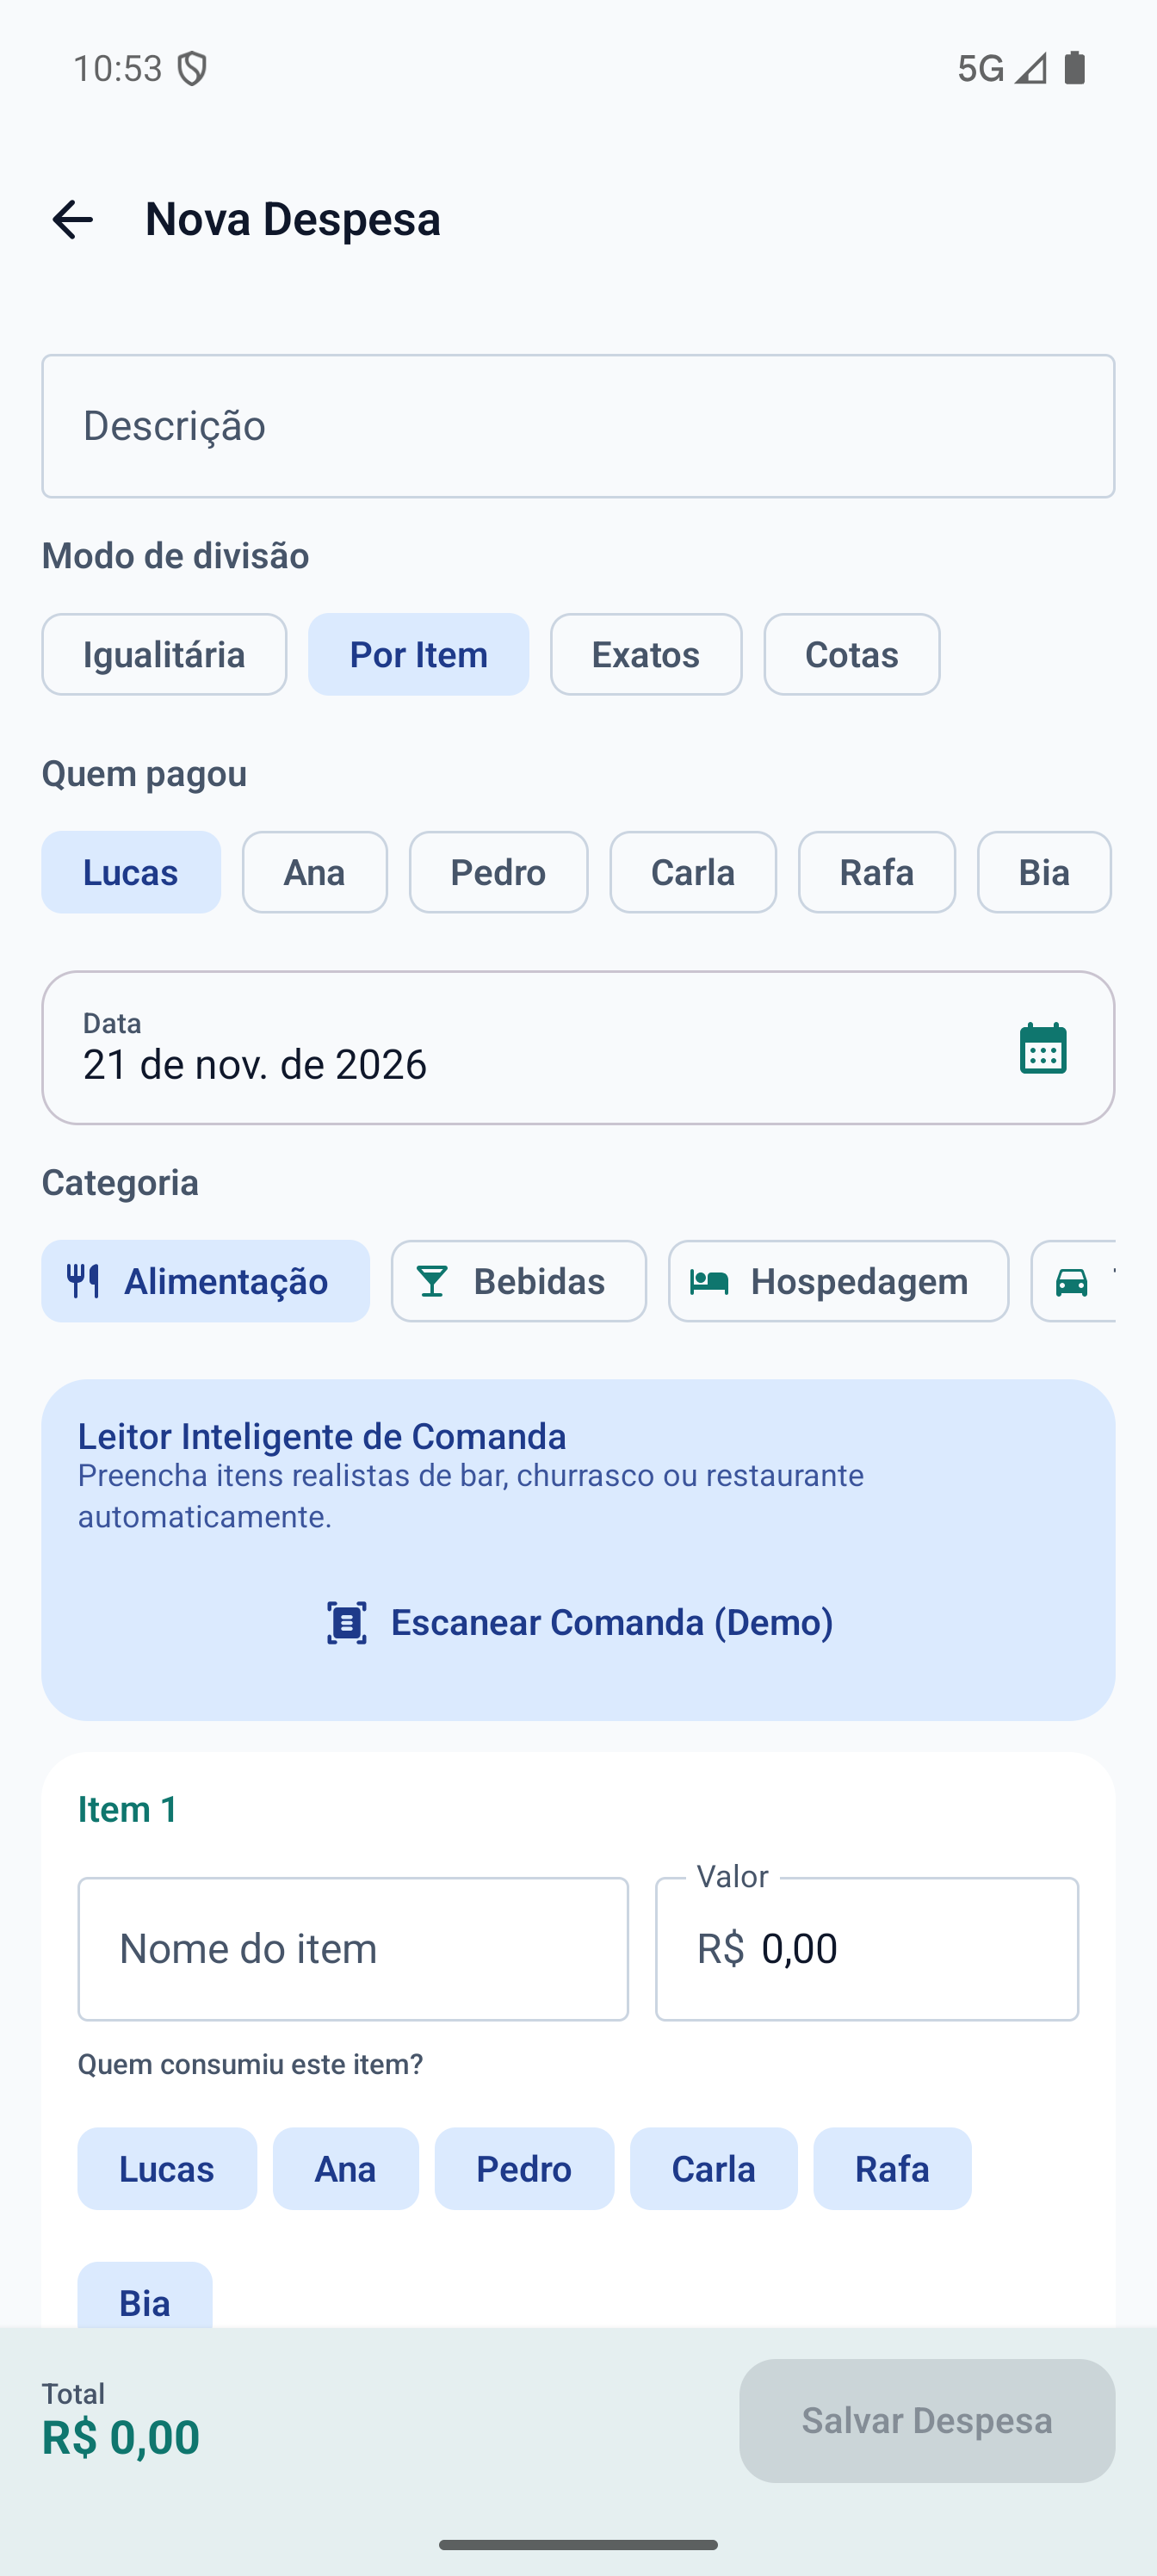 10:53
5G
Nova Despesa
Descrição
Modo de divisão
Igualitária
Por Item
Exatos
Cotas
Quem pagou
Lucas
Ana
Pedro
Carla
Rafa
Bia
Data
21 de nov. de 2026
Categoria
Alimentação
Bebidas
Hospedagem
Leitor Inteligente de Comanda
Preencha itens realistas de bar, churrasco ou restaurante
automaticamente.
Escanear Comanda (Demo)
Item 1
Nome do item
Valor
R$ 0,00
Quem consumiu este item?
Lucas
Ana
Pedro
Carla
Rafa
Bia
Total
R$ 0,00
Salvar Despesa